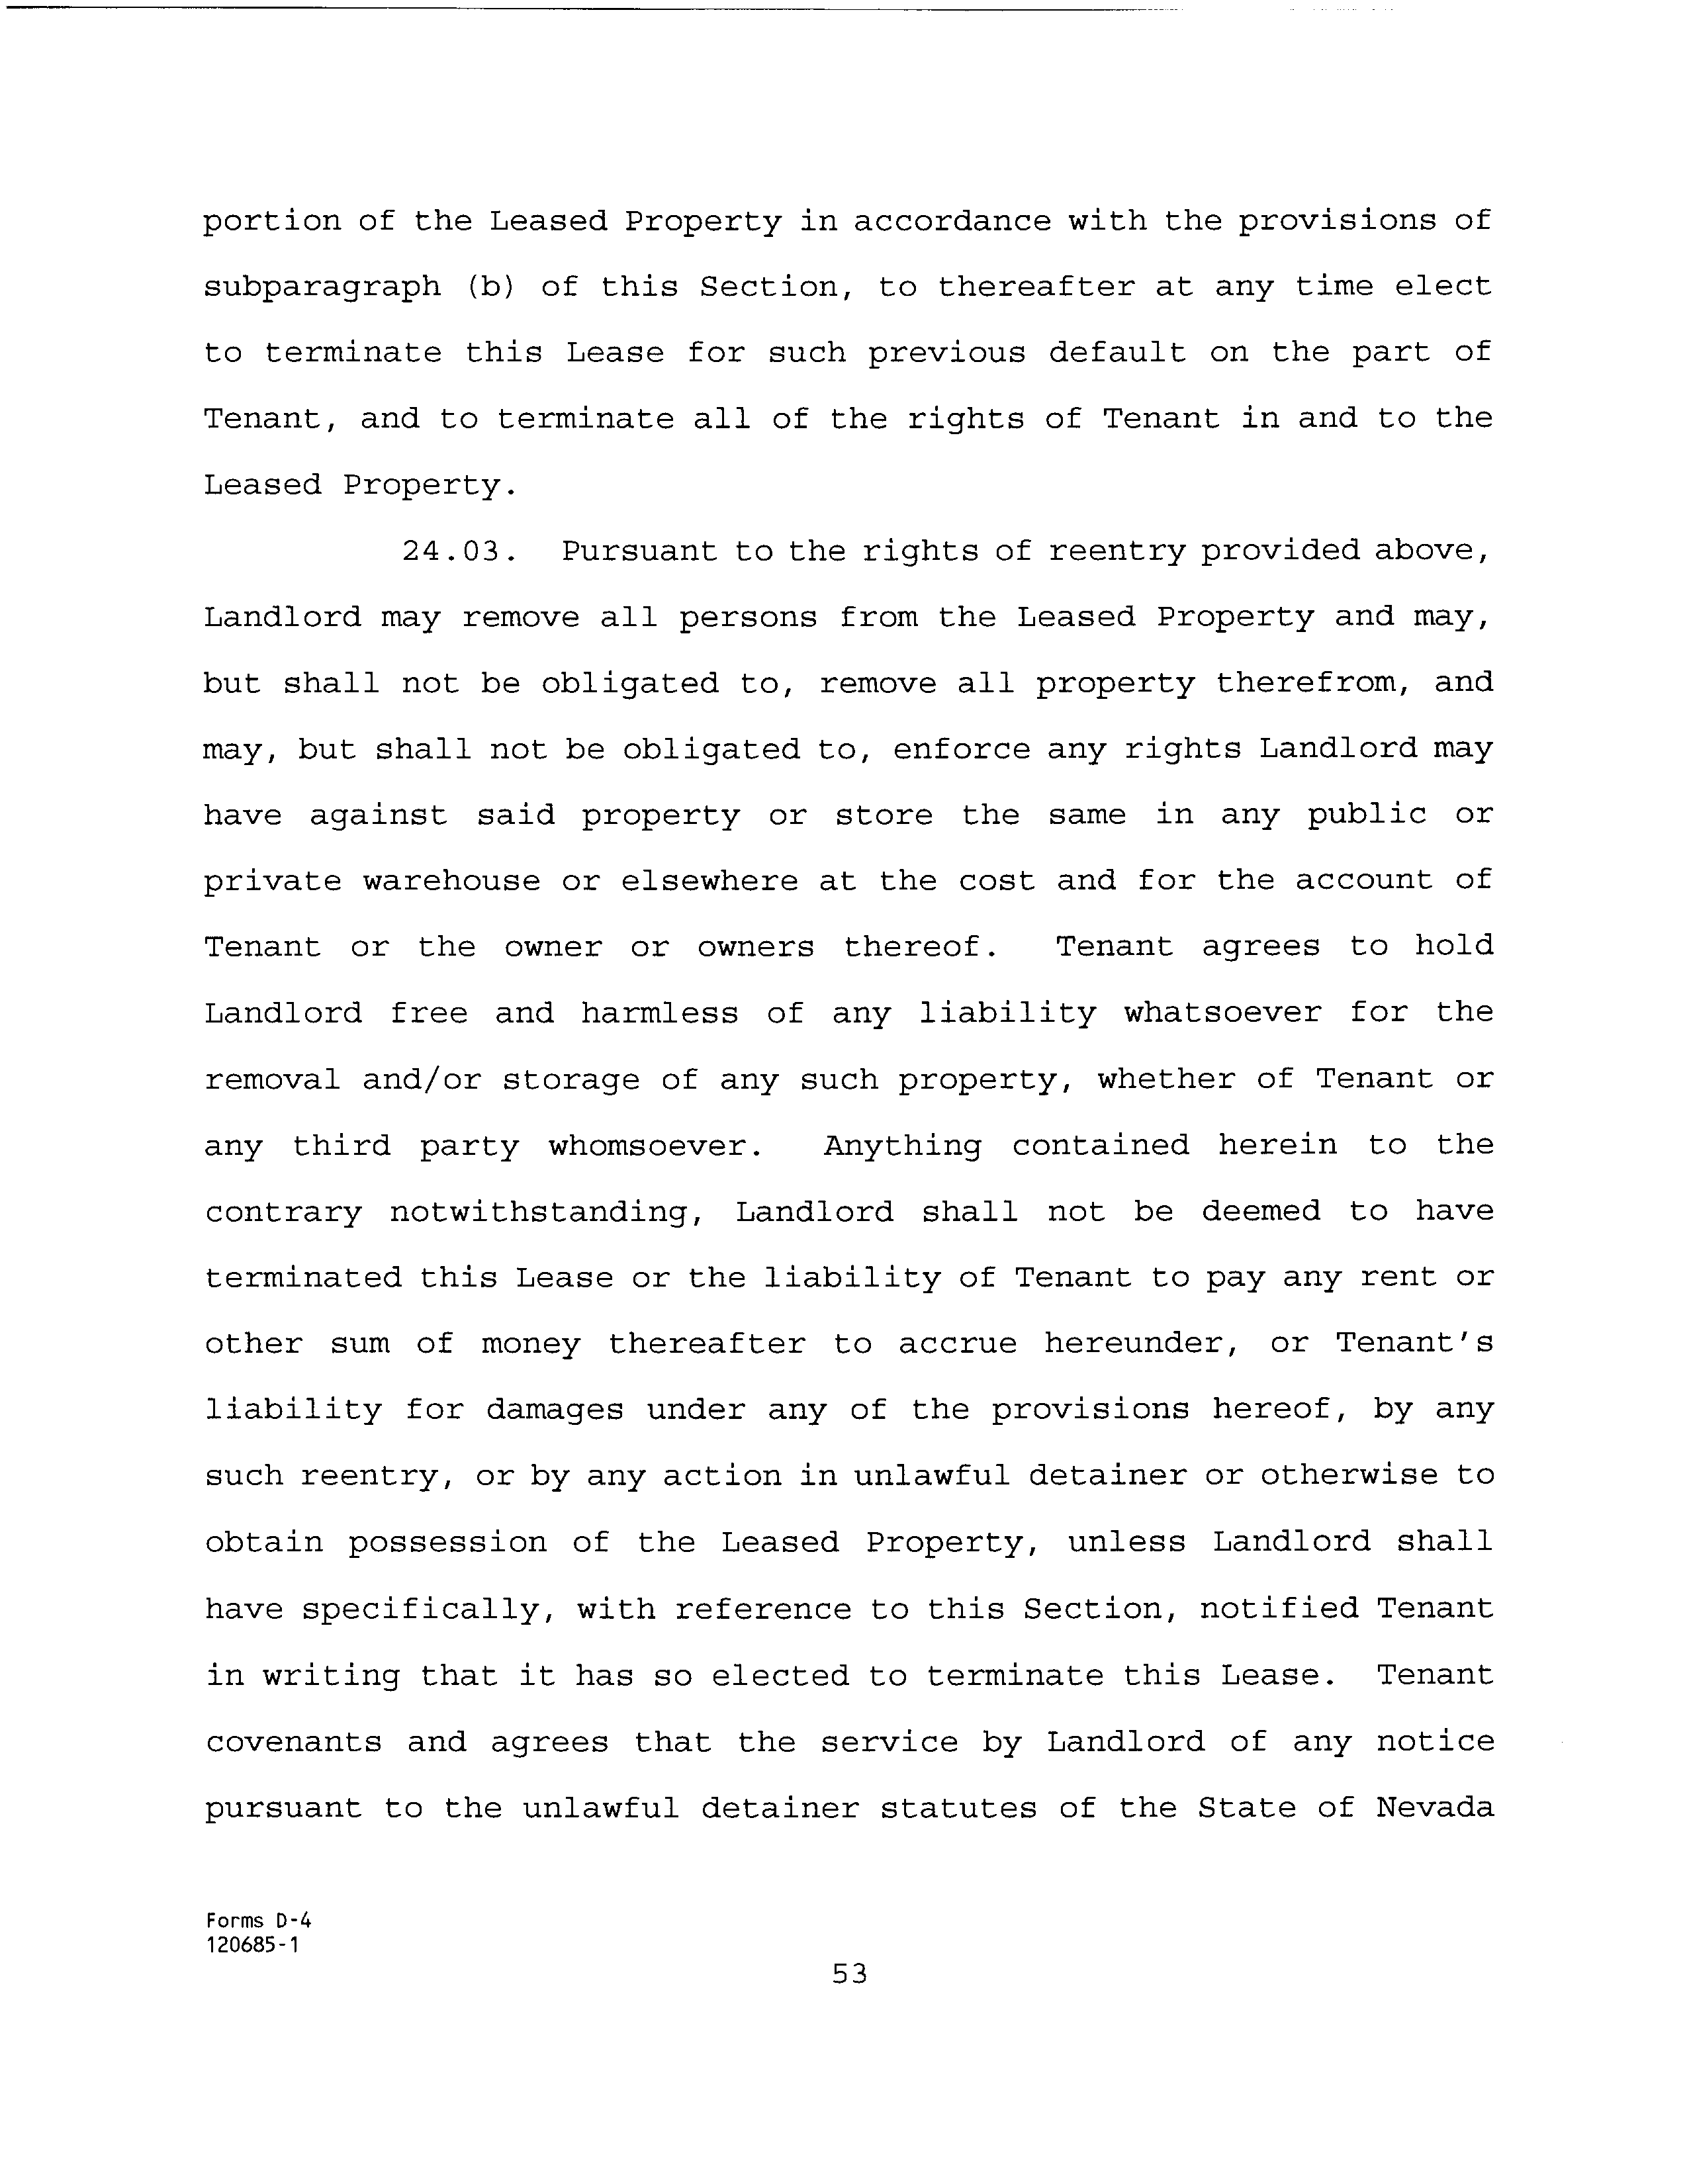 portion of the Leased Property in accordance with the provisions of
subparagraph (b) of this Section, to thereafter at any time elect
to terminate this Lease for such previous default on the part of
Tenant, and to terminate all of the rights of Tenant in and to the
Leased Property.
24.03. Pursuant to the rights of reentry provided above,
Landlord may remove all persons from the Leased Property and may,
but shall not be obligated to, remove all property therefrom, and
may, but shall not be obligated to, enforce any rights Landlord may
have against said property or store the same in any public or
private warehouse or elsewhere at the cost and for the account of
Tenant or the owner or owners thereof. Tenant agrees to hold
Landlord free and harmless of any liability whatsoever for the
removal and/or storage of any such property, whether of Tenant or
any third party whomsoever. Anything contained herein to the
contrary notwithstanding, Landlord shall not be deemed to have
terminated this Lease or the liability of Tenant to pay any rent or
other sum of money thereafter to accrue hereunder, or Tenant's
liability for damages under any of the provisions hereof, by any
such reentry, or by any action in unlawful detainer or otherwise to
obtain possession of the Leased Property, unless Landlord shall
have specifically, with reference to this Section, notified Tenant
in writing that it has so elected to terminate this Lease. Tenant
covenants and agrees that the service by Landlord of any notice
pursuant to the unlawful detainer statutes of the State of Nevada
Forms D-4
120685-1
53